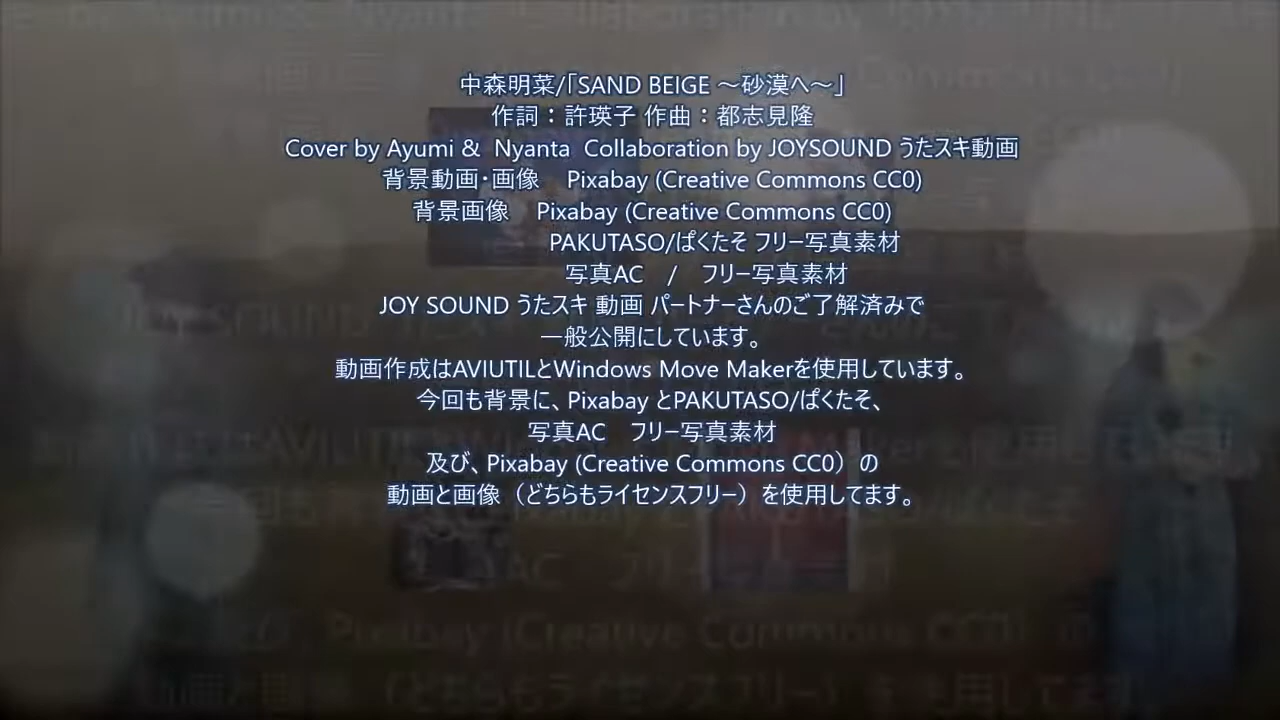 中森明菜/「SAND BEIGE ～砂漠へ～」
作詞：許瑛子 作曲：都志見隆
Cover by Ayumi & Nyanta Collaboration by JOYSOUND うたスキ動画
背景動画・画像 Pixabay (Creative Commons CC0)
背景画像 Pixabay (Creative Commons CC0)
PAKUTASO/ぱくたそ フリー写真素材
写真AC / フリー写真素材
JOY SOUND うたスキ 動画 パートナーさんのご了解済みで
一般公開にしています。
動画作成はAVIUTILとWindows Move Makerを使用しています。
今回も背景に、Pixabay とPAKUTASO/ぱくたそ、
写真AC フリー写真素材
及び、Pixabay (Creative Commons CC0）の
動画と画像（どちらもライセンスフリー）を使用してます。